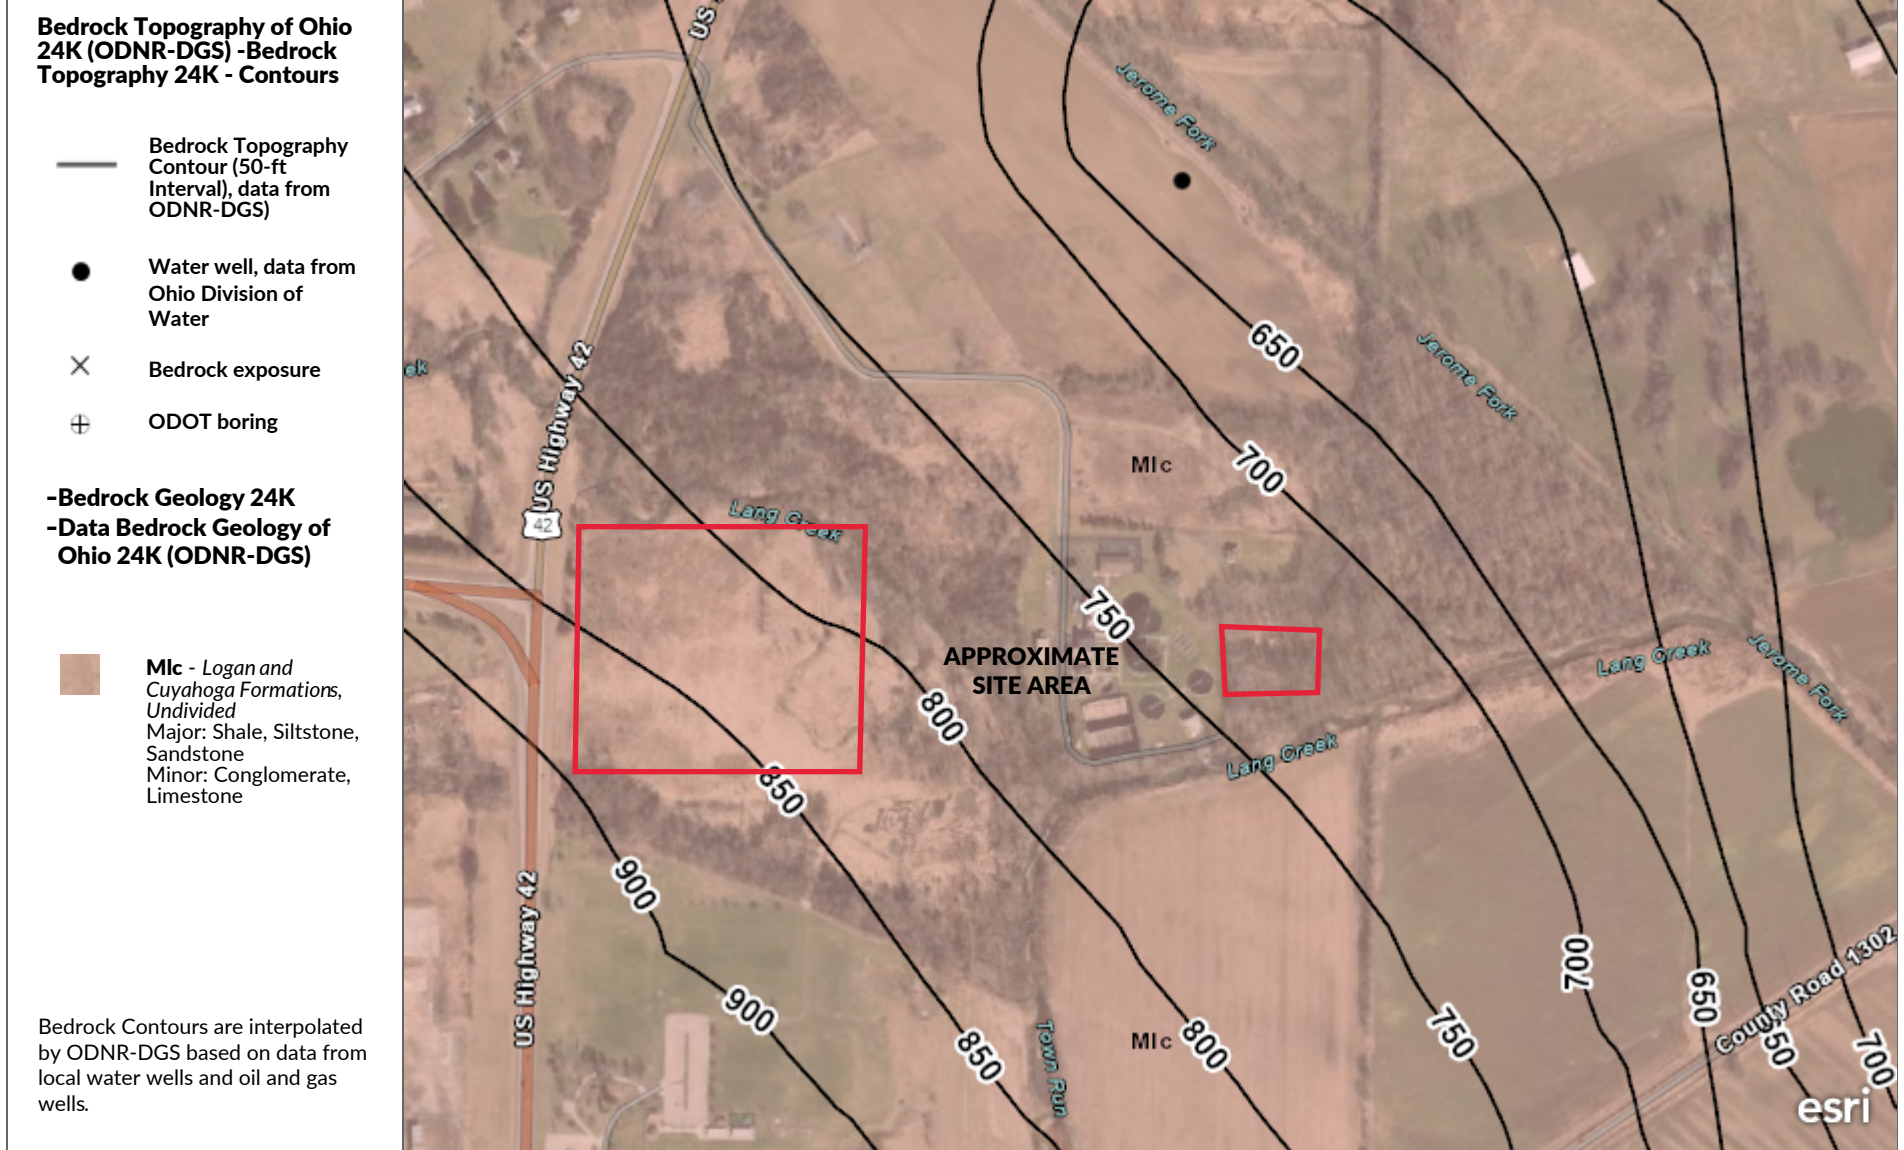 Bedrock Topography of Ohio
24K (ODNR-DGS) -Bedrock
Topography 24K - Contours
Bedrock Topography
Contour (50-ft
Interval), data from
ODNR-DGS)
Water well, data from
Ohio Division of
Water
Bedrock exposure
ODOT boring
-Bedrock Geology 24K
-Data Bedrock Geology of
Ohio 24K (ODNR-DGS)
Mlc - Logan and
Cuyahoga Formations,
Undivided
Major: Shale, Siltstone,
Sandstone
Minor: Conglomerate,
Limestone
Bedrock Contours are interpolated
by ODNR-DGS based on data from
local water wells and oil and gas
wells.
US
Jerome Fork
650
Jerome Fork
ek
US Highway 42
Mlc
700
42
Lang Creek
750
APPROXIMATE
SITE AREA
Lang Creek
Jerome Fork
800
Lang Creek
850
900
US Highway 42
700
County Road 1302
650
900
850
Town Run
Mlc
800
750
700
esri